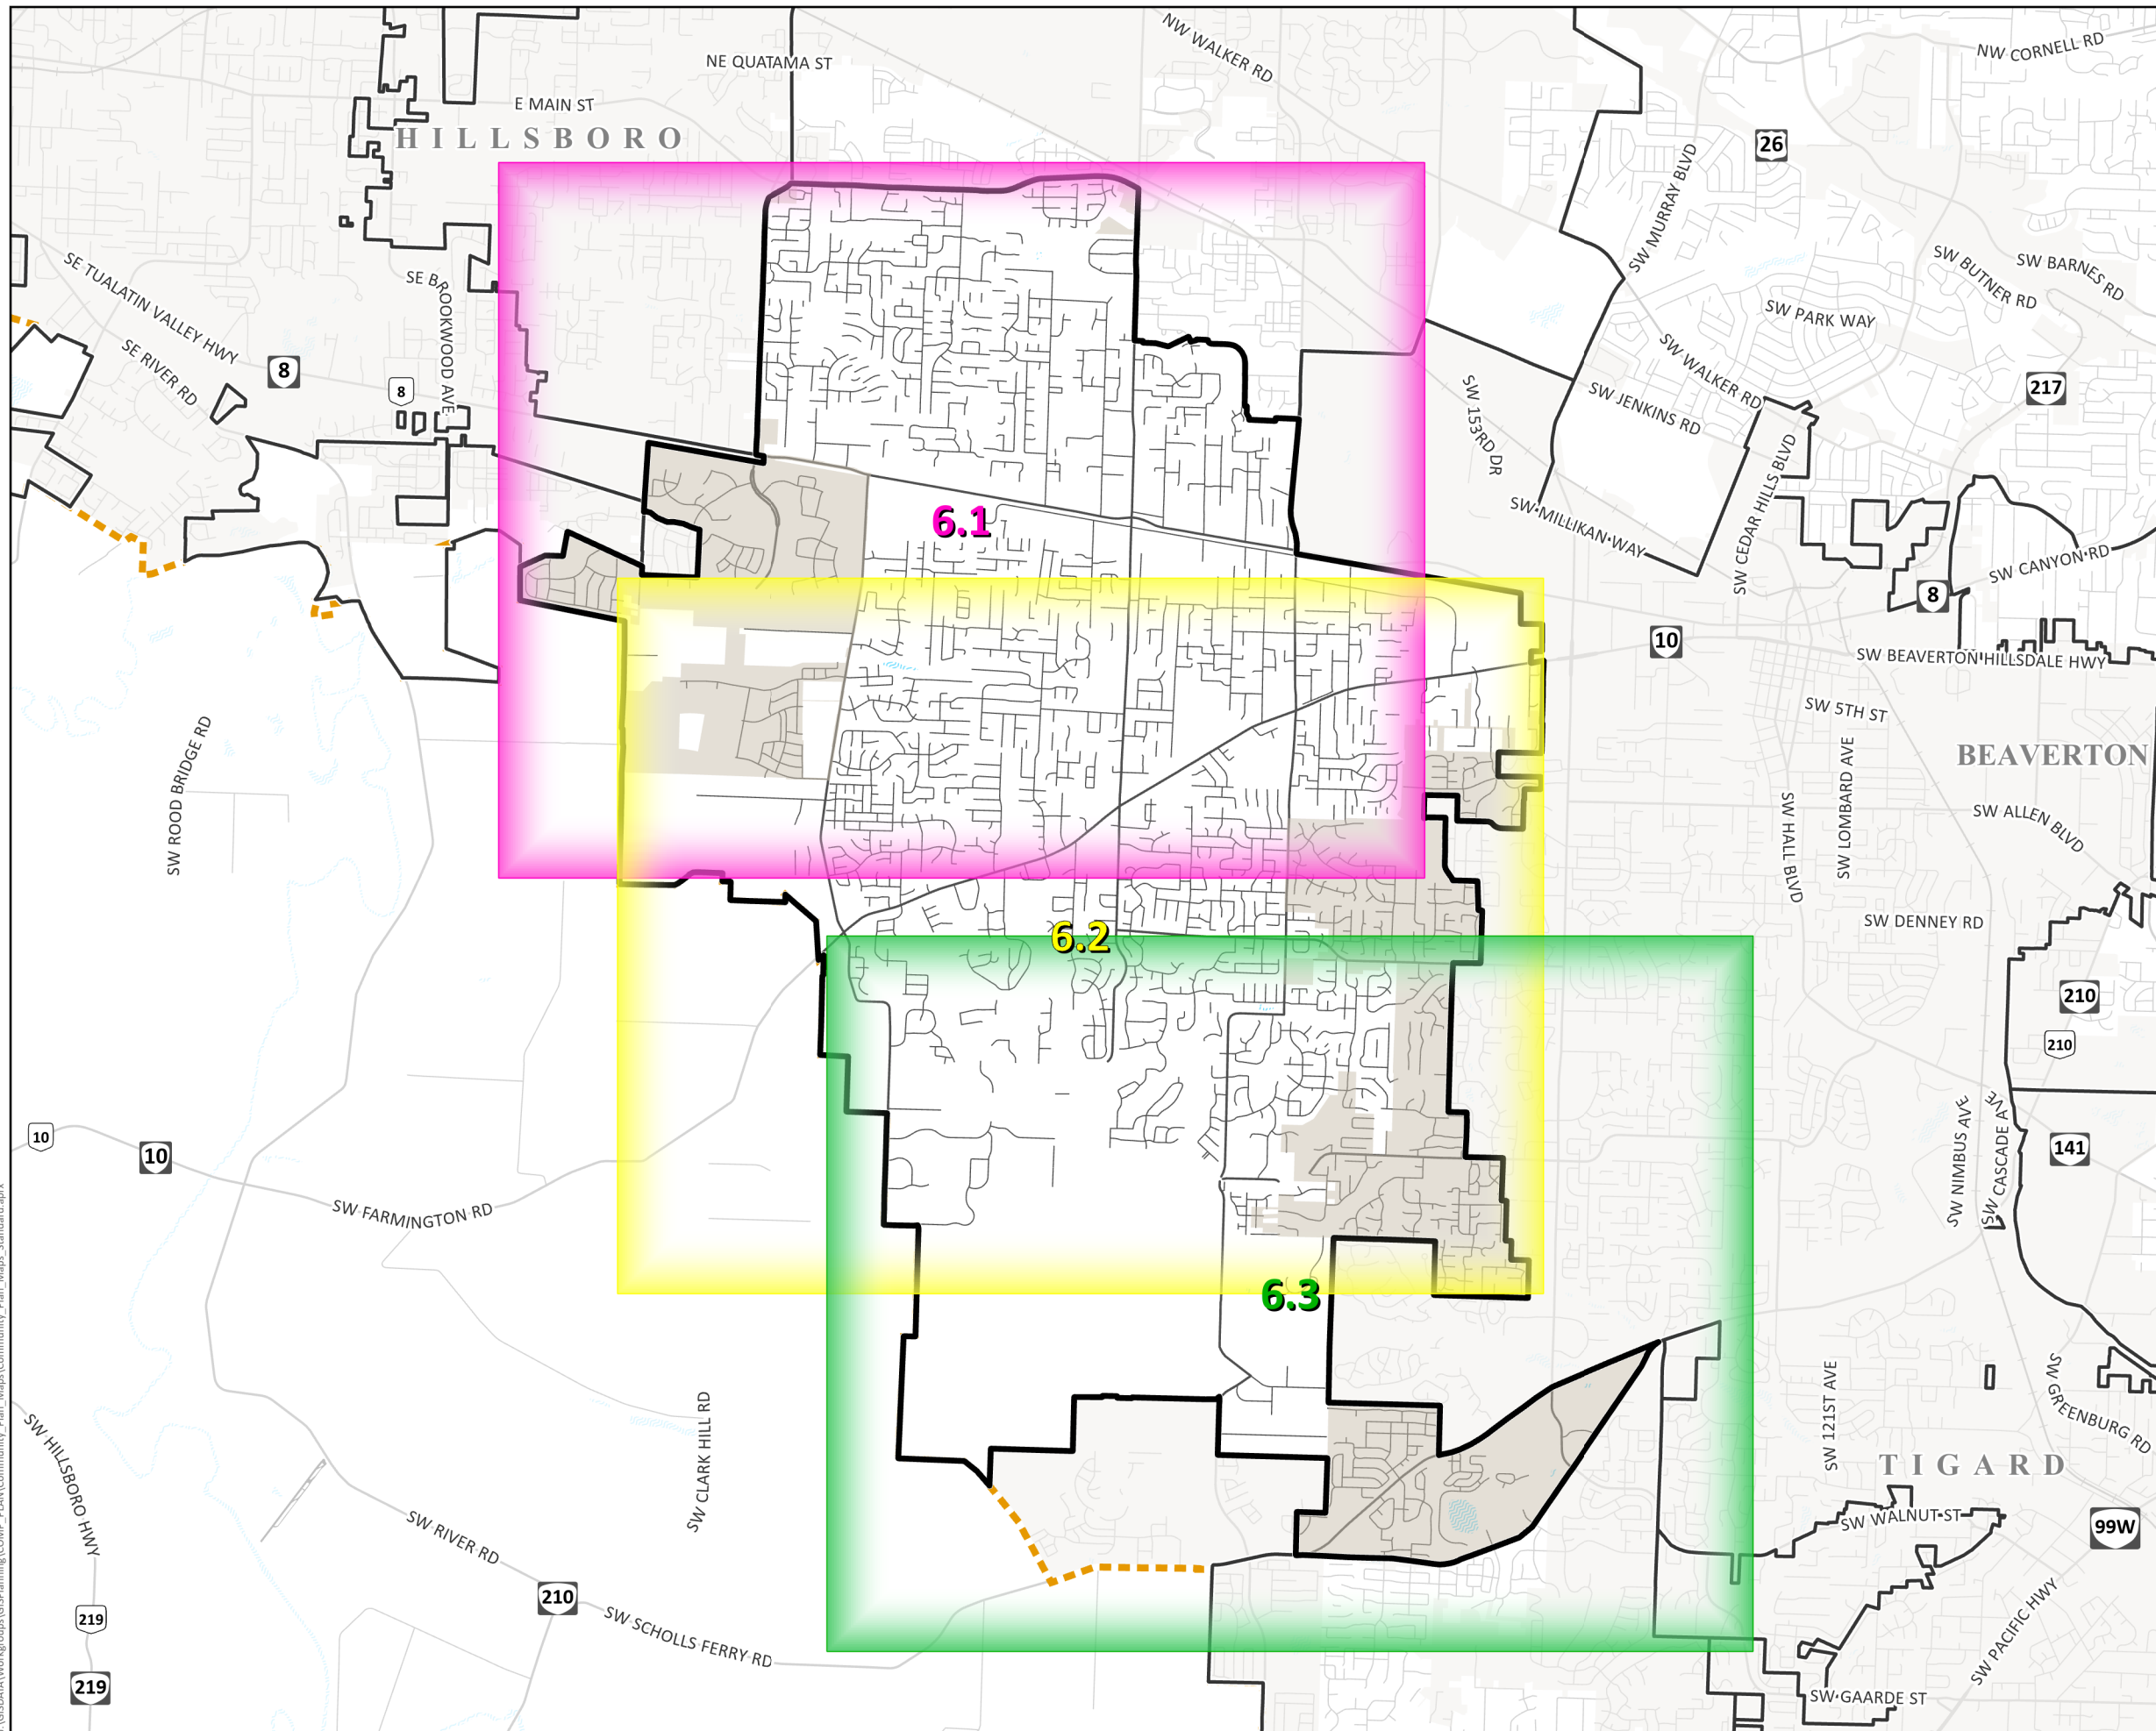 NE QUATAMA ST
NW WALKER RD
NW CORNELL RD
E MAIN ST
HILLSBORO
26
SW MURRAY BLVD
SE TUALATIN VALLEY HWY
SE BROOKWOOD AVE
SW BUTNER RD
SW BARNES RD
SW PARK WAY
SE RIVER RD
8
8
SW WALKER RD
217
SW JENKINS RD
SW 153RD DR
SW CEDAR HILLS BLVD
6.1
SW MILLIKAN WAY
SW CANYON RD
8
10
SW BEAVERTON HILLSDALE HWY
SW 5TH ST
SW ROOD BRIDGE RD
BEAVERTON
SW LOMBARD AVE
SW HALL BLVD
SW ALLEN BLVD
6.2
SW DENNEY RD
210
210
10
10
SW NIMBUS AVE
SW CASCADE AVE
141
SW FARMINGTON RD
6.3
SW CLARK HILL RD
SW 121ST AVE
SW GREENBURG RD
SW HILLSBORO HWY
TIGARD
SW RIVER RD
SW WALNUT ST
99W
210
219
SW SCHOLLS FERRY RD
SW PACIFIC HWY
219
SW GAARDE ST